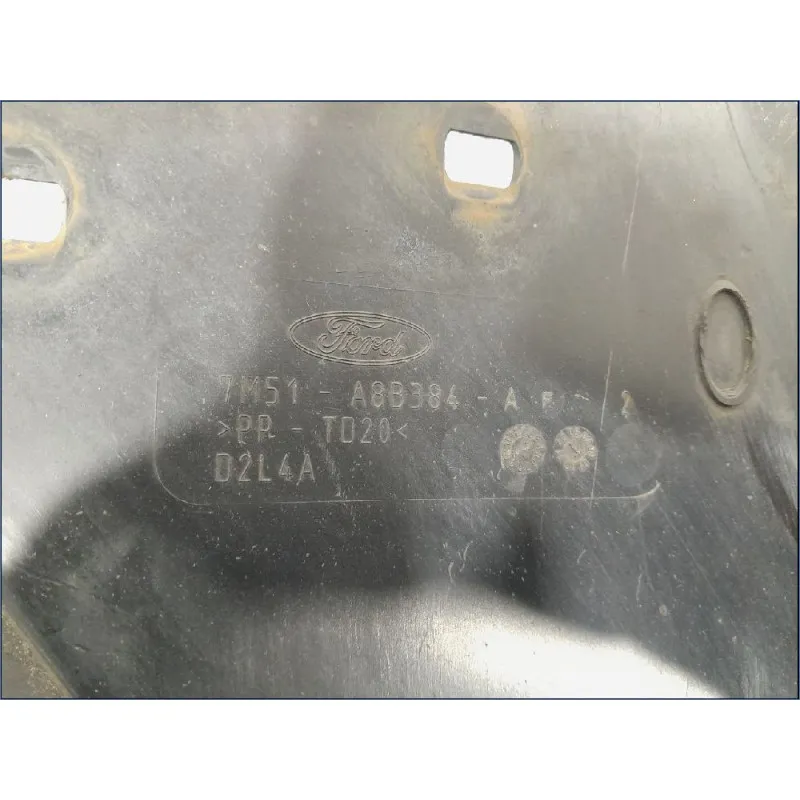 Ford
7M51 - A8B384 - A
>PP - TD20<
D2L4A